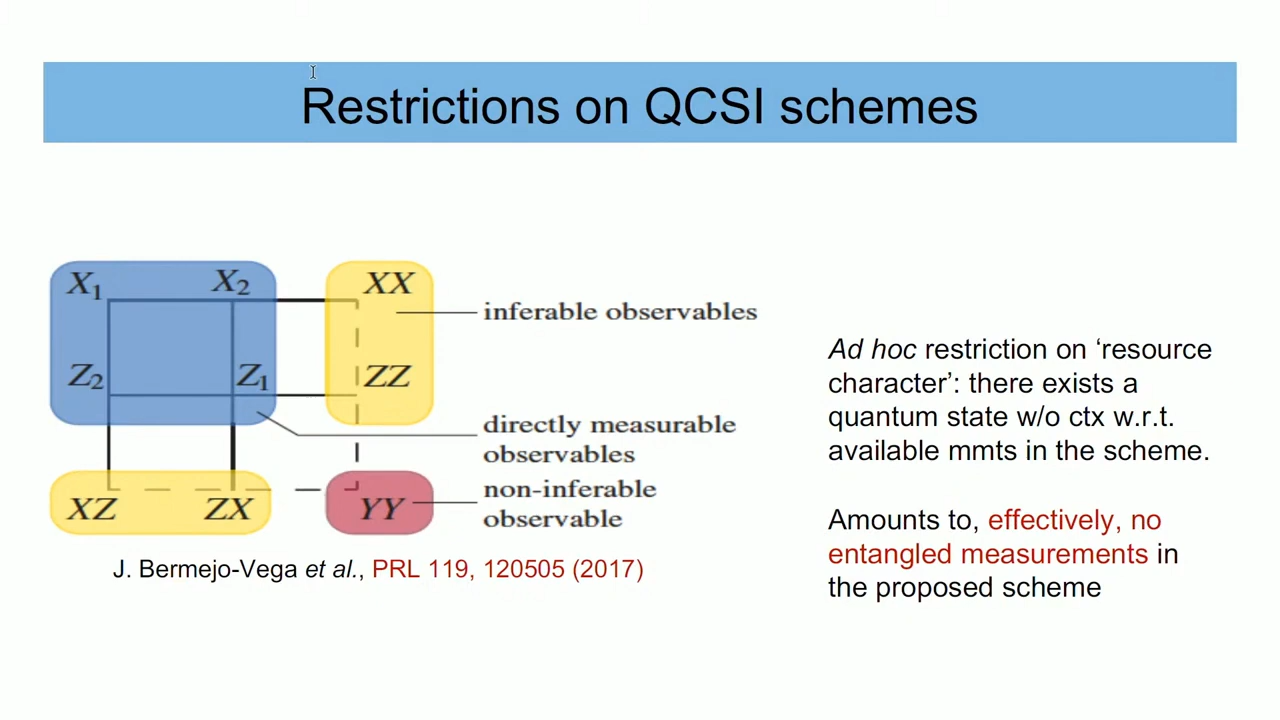 Restrictions on QCSI schemes
X₁ X₂ XX
inferable observables
Z₂ Z₁ ZZ
directly measurable
observables
XZ ZX YY
non-inferable
observable
J. Bermejo-Vega et al., PRL 119, 120505 (2017)
Ad hoc restriction on ‘resource
character’: there exists a
quantum state w/o ctx w.r.t.
available mmts in the scheme.
Amounts to, effectively, no
entangled measurements in
the proposed scheme